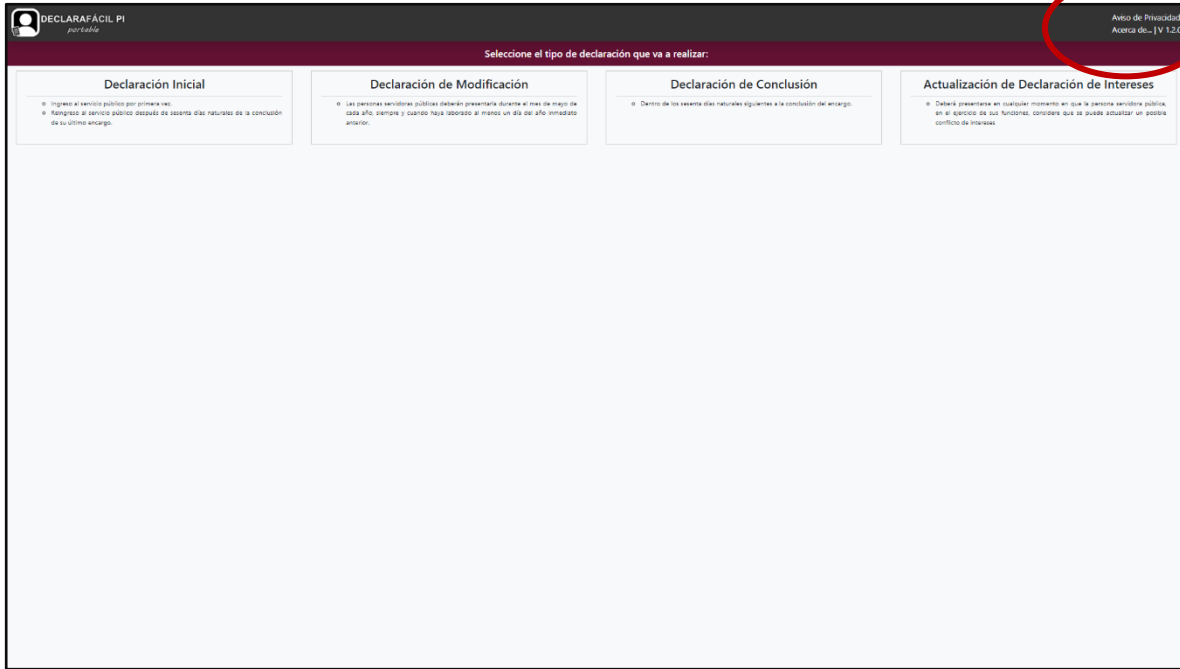 DECLARAFÁCIL PI
portable
Aviso de Privacidad
Acerca de... | V 1.2.0
Seleccione el tipo de declaración que va a realizar:
Declaración Inicial
Ingreso al servicio público por primera vez.
Reingreso al servicio público después de sesenta días naturales de la conclusión
de su último encargo.
Declaración de Modificación
Las personas servidoras públicas deberán presentarla durante el mes de mayo de
cada año, siempre y cuando haya laborado al menos un día del año inmediato
anterior.
Declaración de Conclusión
Dentro de los sesenta días naturales siguientes a la conclusión del encargo.
Actualización de Declaración de Intereses
Deberá presentarse en cualquier momento en que la persona servidora pública,
en el ejercicio de sus funciones, considere que se puede actualizar un posible
conflicto de intereses